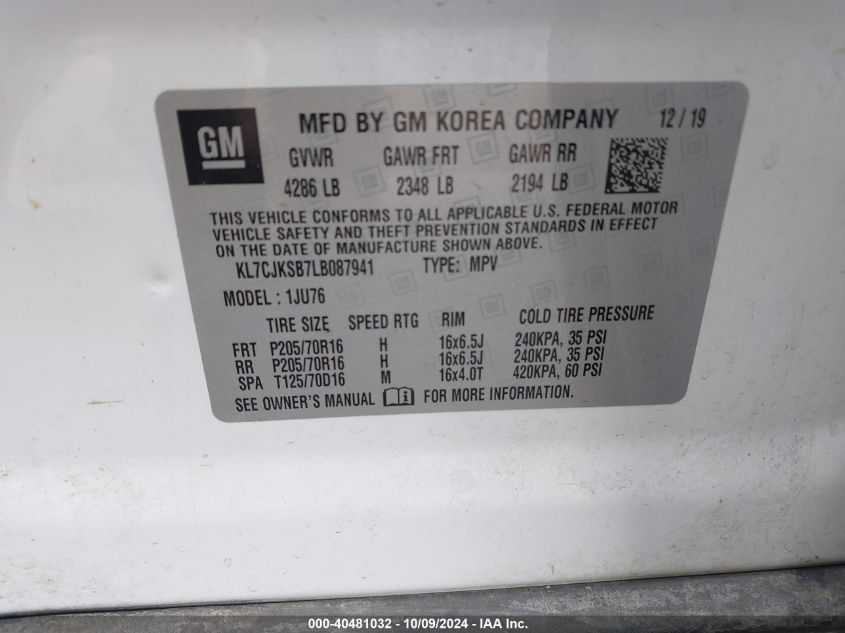 GM MFD BY GM KOREA COMPANY 12/19
GVWR GAWR FRT GAWR RR
4286 LB 2348 LB 2194 LB
THIS VEHICLE CONFORMS TO ALL APPLICABLE U.S. FEDERAL MOTOR
VEHICLE SAFETY AND THEFT PREVENTION STANDARDS IN EFFECT
ON THE DATE OF MANUFACTURE SHOWN ABOVE.
KL7CJKSB7LB087941 TYPE: MPV
MODEL : 1JU76
TIRE SIZE SPEED RTG RIM COLD TIRE PRESSURE
FRT P205/70R16 H 16x6.5J 240KPA, 35 PSI
RR P205/70R16 H 16x6.5J 240KPA, 35 PSI
SPA T125/70D16 M 16x4.0T 420KPA, 60 PSI
SEE OWNER'S MANUAL FOR MORE INFORMATION.
000-40481032 - 10/09/2024 - IAA Inc.